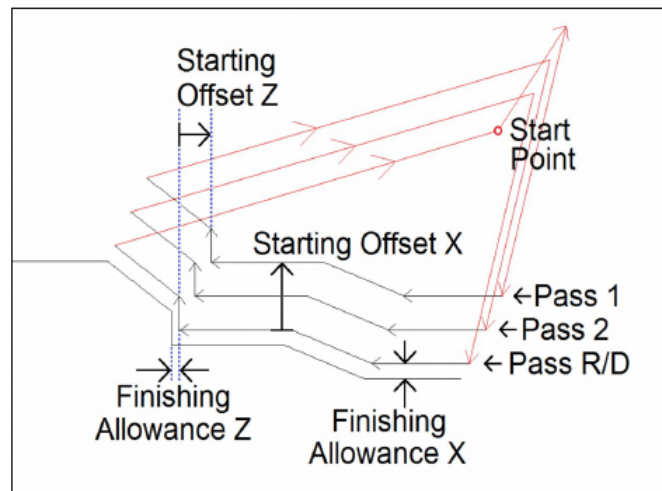 Starting
Offset Z
Start
Point
Starting Offset X
←Pass 1
←Pass 2
←Pass R/D
Finishing
Allowance Z
Finishing
Allowance X